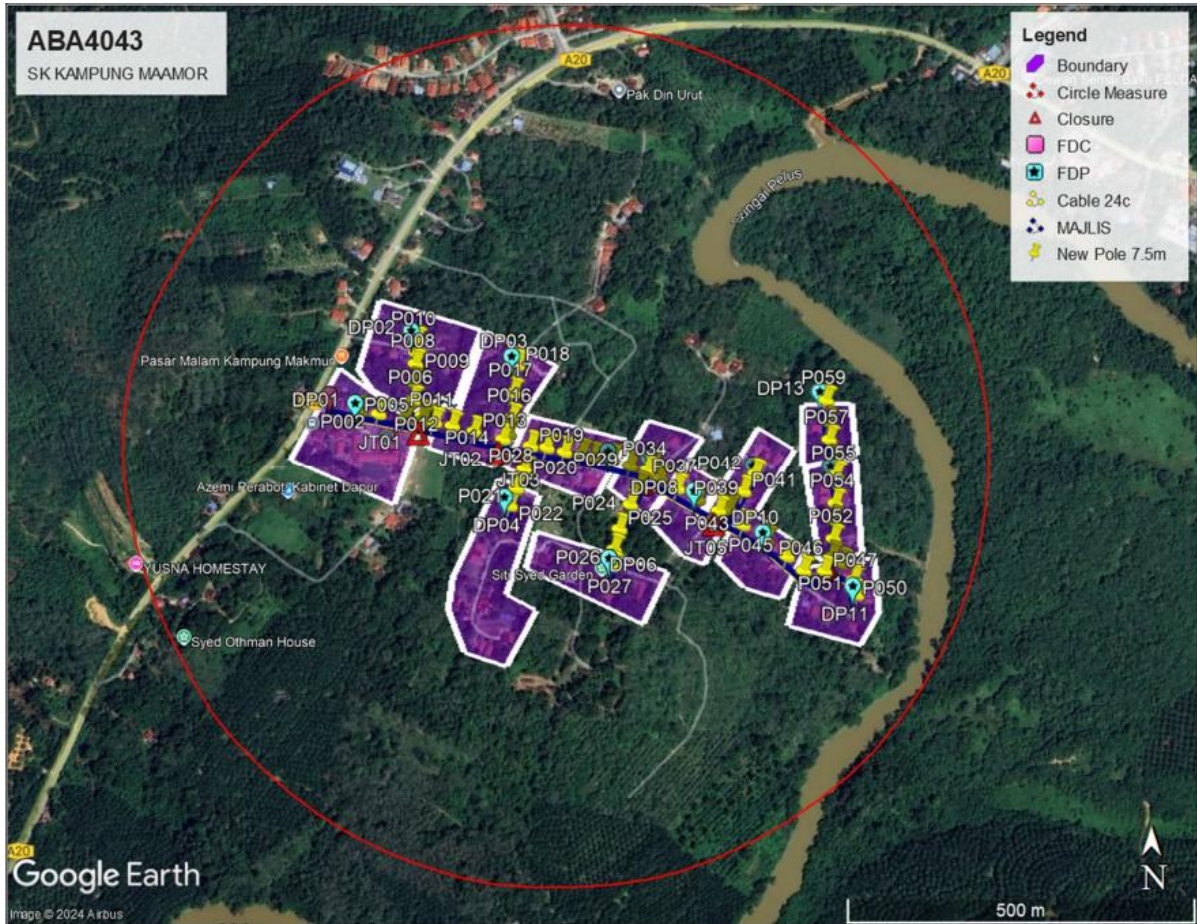 ABA4043
SK KAMPUNG MAAMOR
Legend
Boundary
Circle Measure
Closure
FDC
FDP
Cable 24c
MAJLIS
New Pole 7.5m
A20
A20
Pak Din Urut
Sungai Pelus
P010
DP02
P008
P009
DP03
P018
P017
Pasar Malam Kampung Makmur
P006
P016
DP13
P059
DP01
P005
P011
P002
P012
P013
P057
JT01
P014
P019
P034
JT02
P028
P020
P029
P037
P042
P041
P055
P054
Azemi Perabot Kabinet Dapur
JT03
DP08
P039
P021
P022
P024
P025
P043
DP10
P052
DP04
JT05
P045
P046
P047
P026
DP06
P051
P050
Siti Syed Garden
P027
DP11
YUSNA HOMESTAY
Syed Othman House
A20
Google Earth
N
Image © 2024 Airbus
500 m